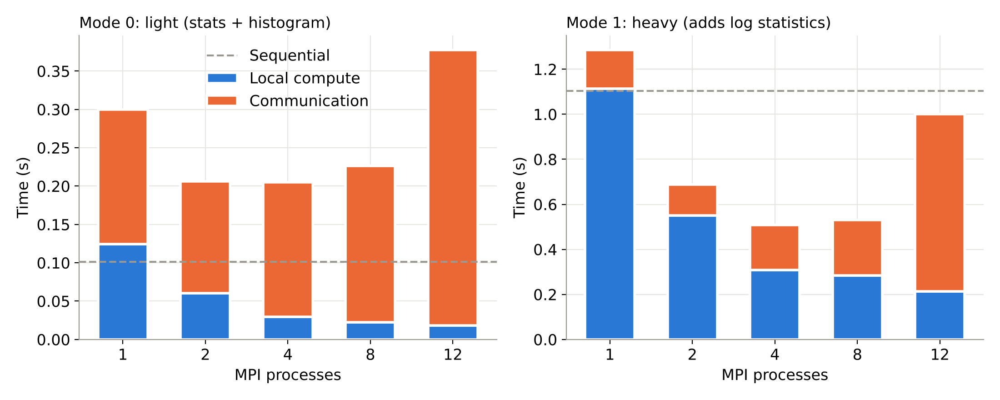 Mode 0: light (stats + histogram)
Sequential
Local compute
Communication
Time (s)
0.35
0.30
0.25
0.20
0.15
0.10
0.05
0.00
1 2 4 8 12
MPI processes
Mode 1: heavy (adds log statistics)
Time (s)
1.2
1.0
0.8
0.6
0.4
0.2
0.0
1 2 4 8 12
MPI processes